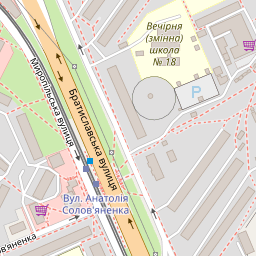 Вечірня
(змінна)
школа
№ 18
P
Миропільська вулиця
Братиславська вулиця
Вул. Анатолія
Солов'яненка
в'яненка